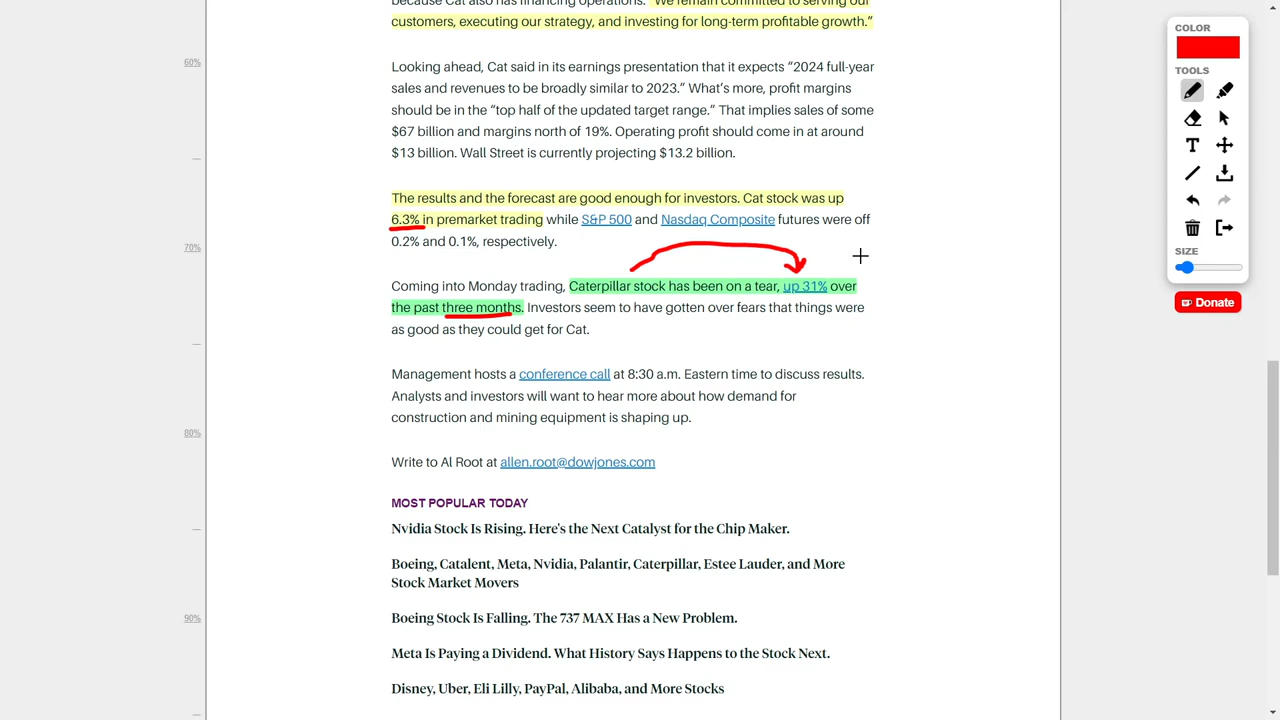 because Cat also has financing operations. “We remain committed to serving our
customers, executing our strategy, and investing for long-term profitable growth.”
Looking ahead, Cat said in its earnings presentation that it expects “2024 full-year
sales and revenues to be broadly similar to 2023.” What’s more, profit margins
should be in the “top half of the updated target range.” That implies sales of some
$67 billion and margins north of 19%. Operating profit should come in at around
$13 billion. Wall Street is currently projecting $13.2 billion.
The results and the forecast are good enough for investors. Cat stock was up
6.3% in premarket trading while S&P 500 and Nasdaq Composite futures were off
0.2% and 0.1%, respectively.
Coming into Monday trading, Caterpillar stock has been on a tear, up 31% over
the past three months. Investors seem to have gotten over fears that things were
as good as they could get for Cat.
Management hosts a conference call at 8:30 a.m. Eastern time to discuss results.
Analysts and investors will want to hear more about how demand for
construction and mining equipment is shaping up.
Write to Al Root at allen.root@dowjones.com
MOST POPULAR TODAY
Nvidia Stock Is Rising. Here's the Next Catalyst for the Chip Maker.
Boeing, Catalent, Meta, Nvidia, Palantir, Caterpillar, Estee Lauder, and More
Stock Market Movers
Boeing Stock Is Falling. The 737 MAX Has a New Problem.
Meta Is Paying a Dividend. What History Says Happens to the Stock Next.
Disney, Uber, Eli Lilly, PayPal, Alibaba, and More Stocks
60%
70%
80%
90%
COLOR
TOOLS
T
SIZE
Donate